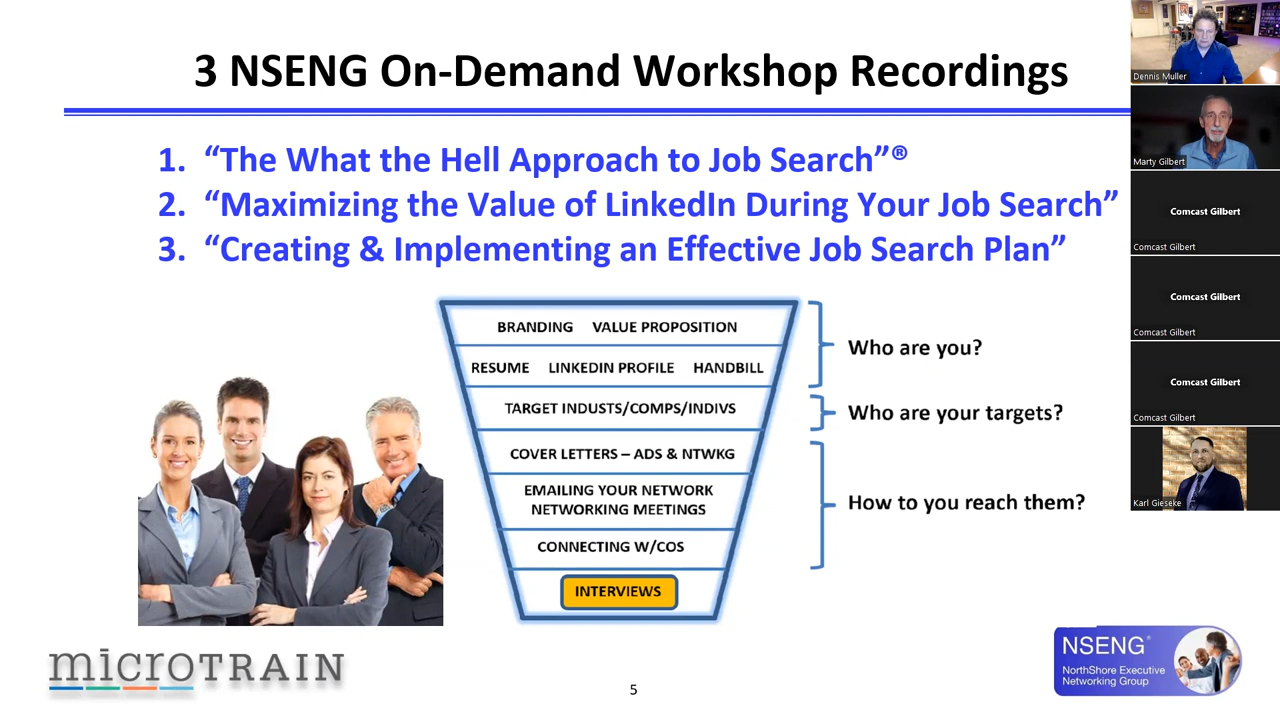 3 NSENG On-Demand Workshop Recordings
1. “The What the Hell Approach to Job Search”®
2. “Maximizing the Value of LinkedIn During Your Job Search”
3. “Creating & Implementing an Effective Job Search Plan”
BRANDING VALUE PROPOSITION
RESUME LINKEDIN PROFILE HANDBILL
Who are you?
TARGET INDUSTS/COMPS/INDIVS
Who are your targets?
COVER LETTERS – ADS & NTWKG
EMAILING YOUR NETWORK
NETWORKING MEETINGS
How to you reach them?
CONNECTING W/COS
INTERVIEWS
microTRAIN
5
NSENG®
NorthShore Executive
Networking Group
Dennis Muller
Marty Gilbert
Comcast Gilbert
Comcast Gilbert
Comcast Gilbert
Comcast Gilbert
Comcast Gilbert
Comcast Gilbert
Karl Gieseke